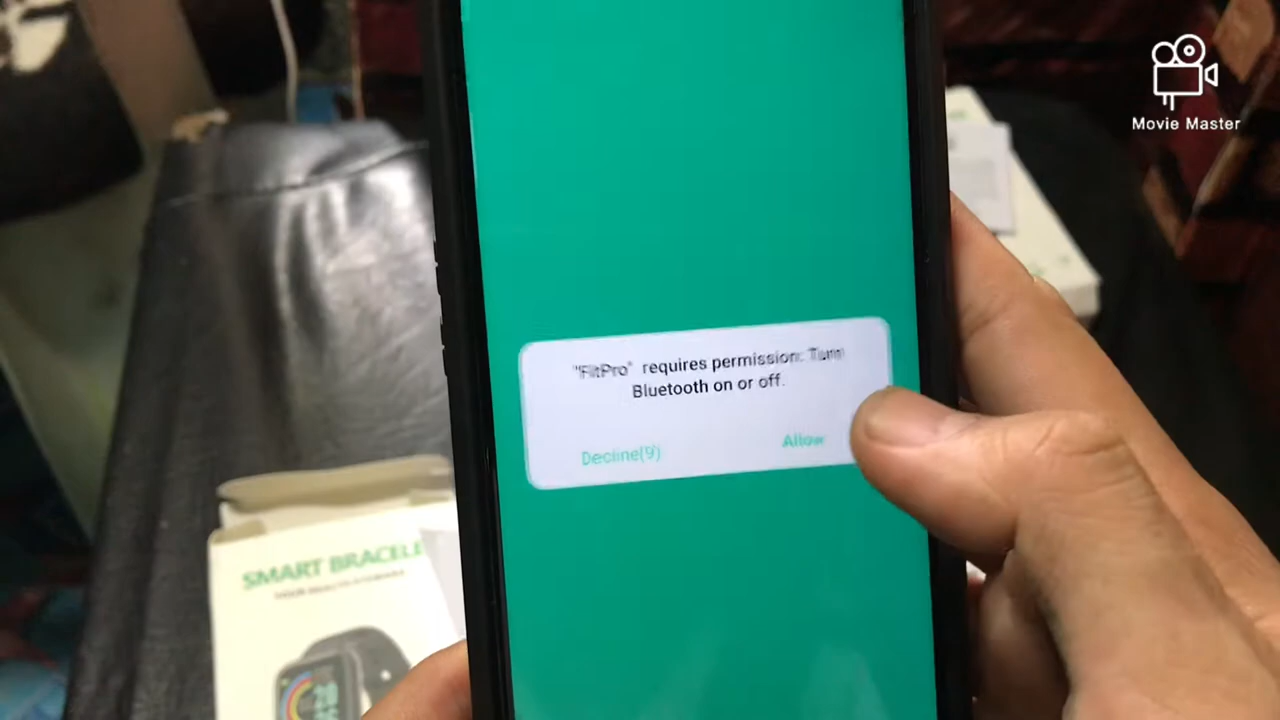 Movie Master
"FitPro" requires permission: Turn
Bluetooth on or off.
Decline(9)
Allow
SMART BRACELE